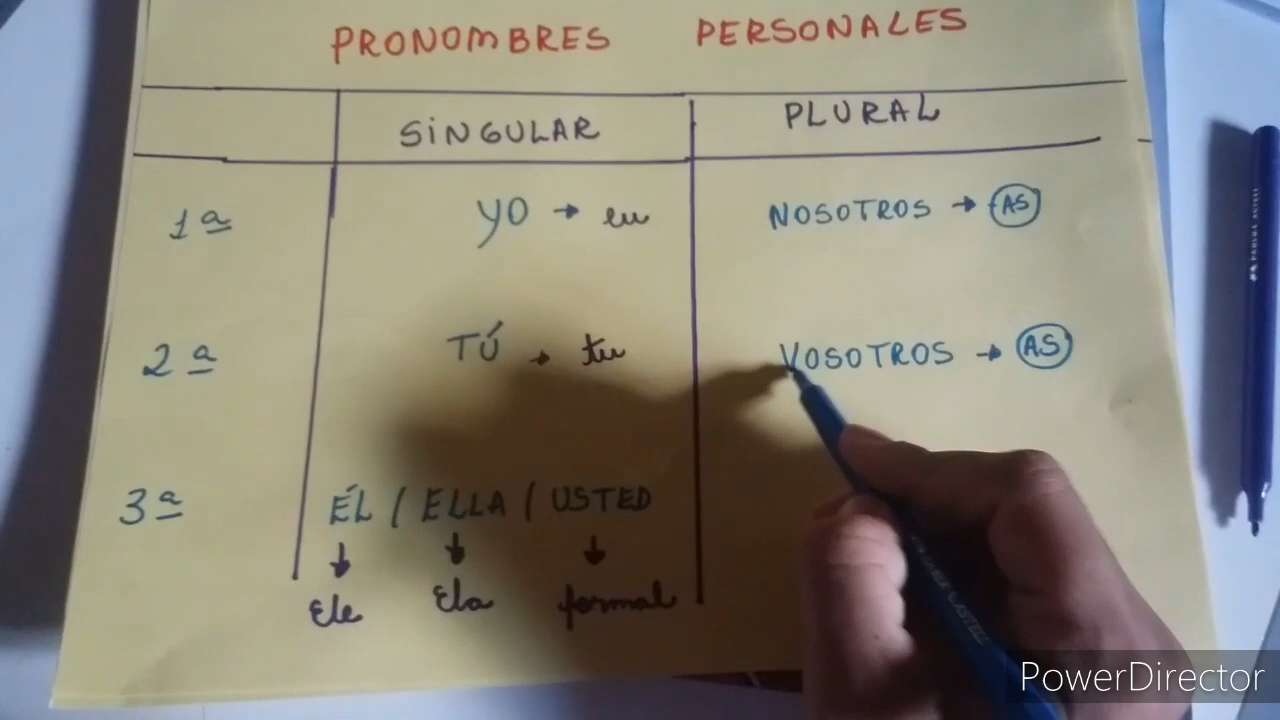 PRONOMBRES PERSONALES
SINGULAR PLURAL
1ª YO → eu NOSOTROS → AS
2ª TÚ → tu VOSOTROS → AS
3ª ÉL / ELLA / USTED
Ele Ela formal
PowerDirector